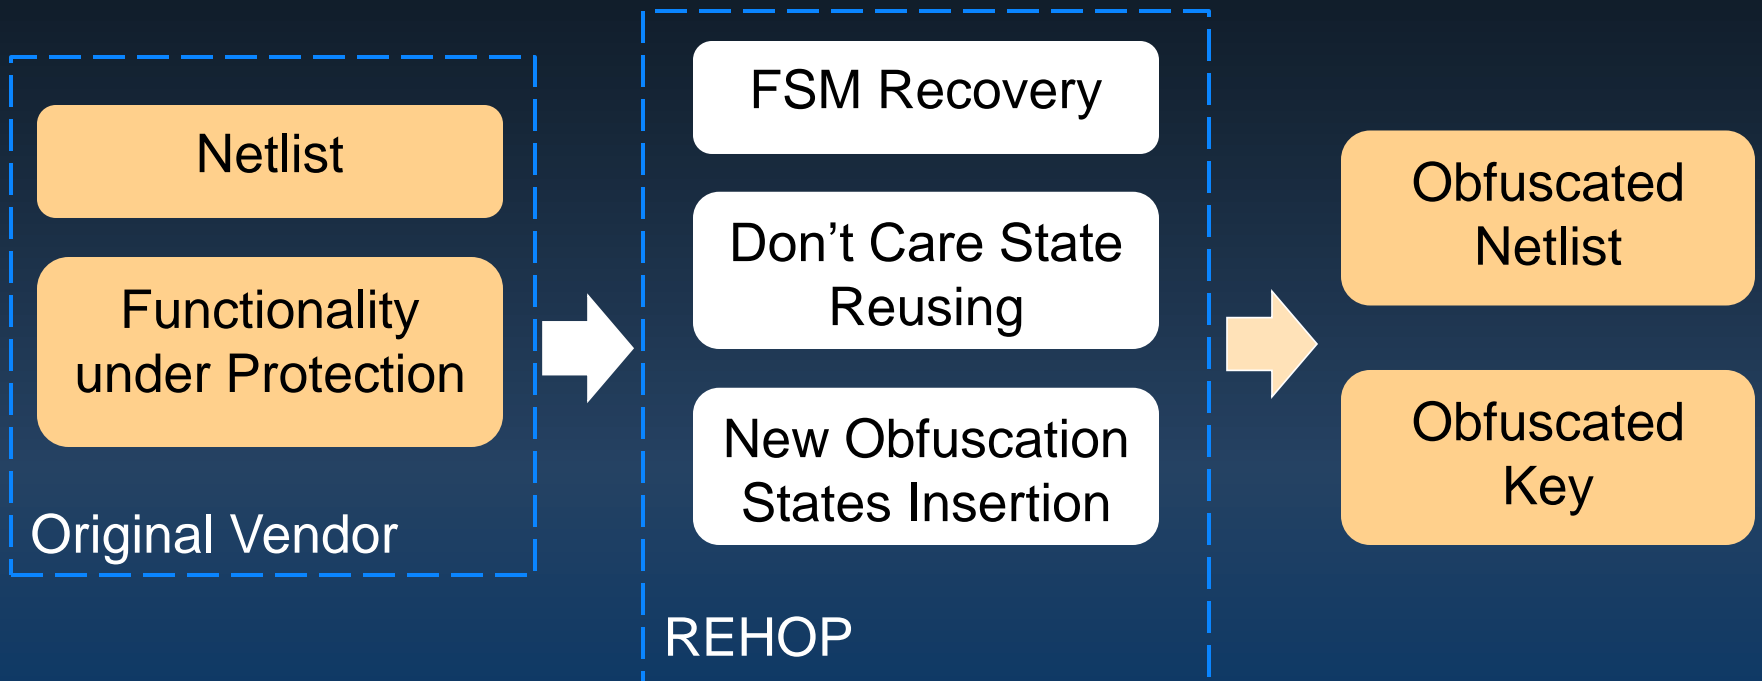 Netlist
Functionality
under Protection
Original Vendor
FSM Recovery
Don’t Care State
Reusing
New Obfuscation
States Insertion
REHOP
Obfuscated
Netlist
Obfuscated
Key